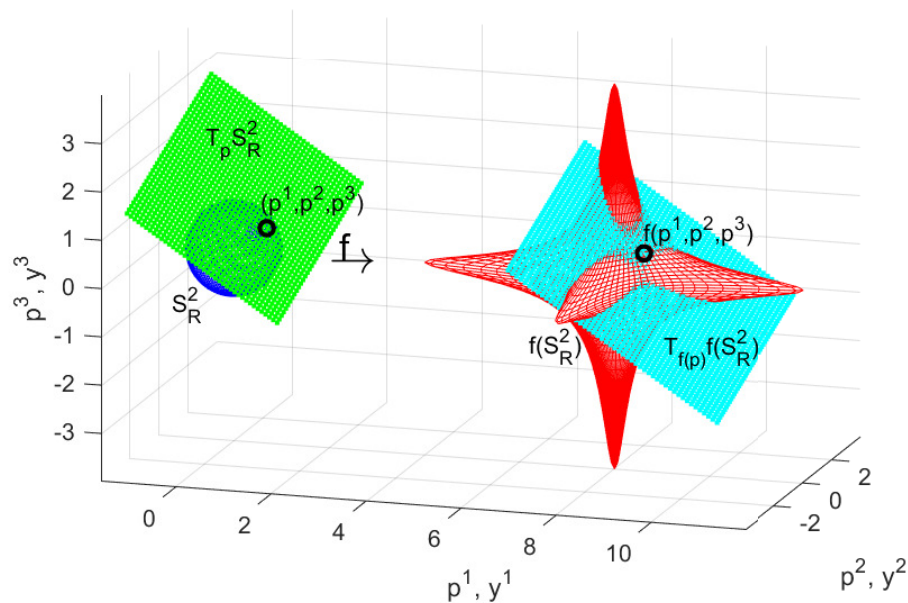 T_p S_R^2
(p^1,p^2,p^3)
f
S_R^2
f(p^1,p^2,p^3)
f(S_R^2)
T_{f(p)} f(S_R^2)
p^3, y^3
3
2
1
0
-1
-2
-3
0
2
4
6
8
10
p^1, y^1
-2
0
2
p^2, y^2